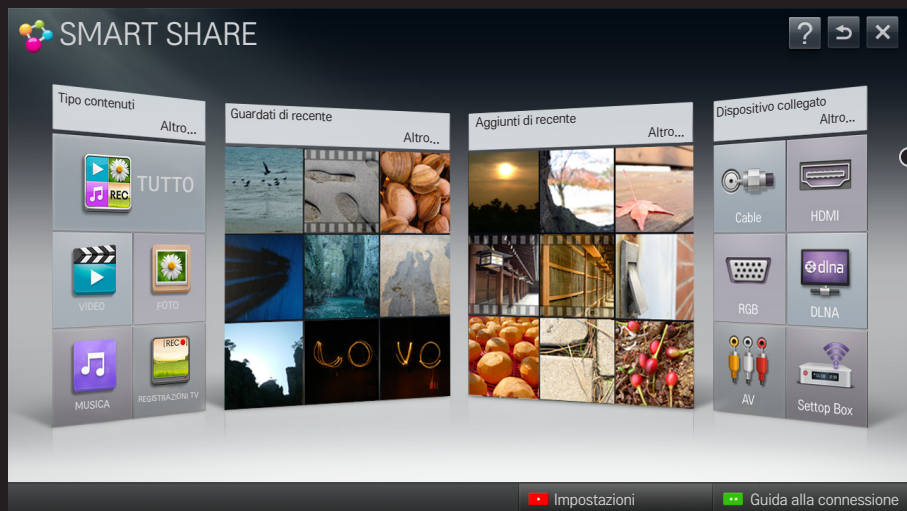 SMART SHARE
?
Tipo contenuti
Altro...
TUTTO
REC
VIDEO
FOTO
MUSICA
[REC ]
REGISTRAZIONI TV
Guardati di recente
Altro...
LOVO
Aggiunti di recente
Altro...
Dispositivo collegato
Altro...
Cable
HDMI
RGB
dlna
DLNA
AV
Settop Box
Impostazioni
Guida alla connessione